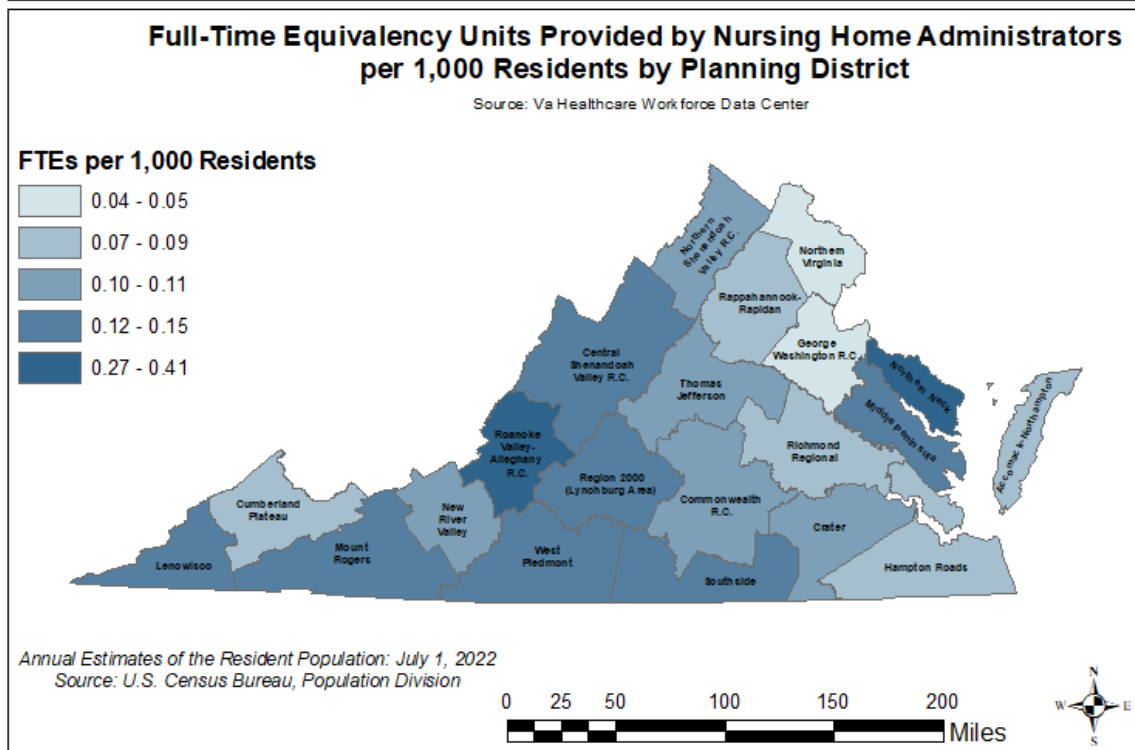 Full-Time Equivalency Units Provided by Nursing Home Administrators
per 1,000 Residents by Planning District
Source: Va Healthcare Workforce Data Center
FTEs per 1,000 Residents
0.04 - 0.05
0.07 - 0.09
0.10 - 0.11
0.12 - 0.15
0.27 - 0.41
Northern
Shenandoah
Valley R.C.
Northern
Virginia
Rappahannock-
Rapidan
George
Washington R.C.
Central
Shenandoah
Valley R.C.
Northern Neck
Thomas
Jefferson
Middle Peninsula
Accomack-Northampton
Roanoke
Valley-
Alleghany
R.C.
Richmond
Regional
Region 2000
(Lynchburg Area)
Commonwealth
R.C.
Cumberland
Plateau
New
River
Valley
Crater
Mount
Rogers
West
Piedmont
Lenowisco
Southside
Hampton Roads
Annual Estimates of the Resident Population: July 1, 2022
Source: U.S. Census Bureau, Population Division
0 25 50 100 150 200
Miles
N
W E
S